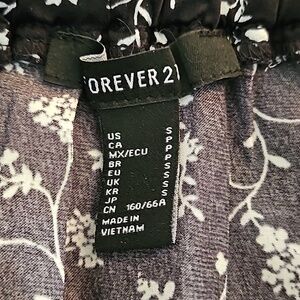 FOREVER 21
US S
CA P
MX/ECU P
BR P
EU S
UK S
KR S
JP S
CN 160/66A
MADE IN
VIETNAM